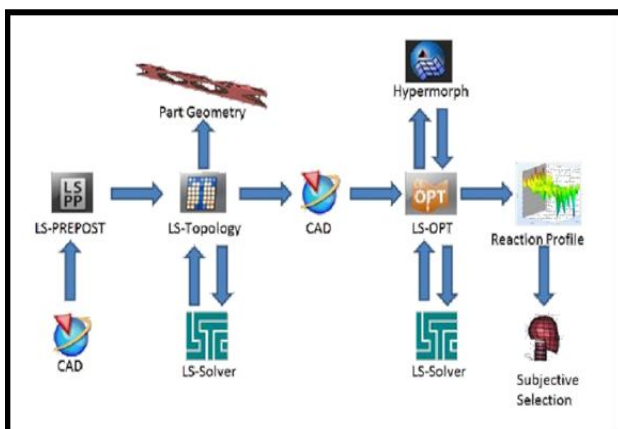 Hypermorph
Part Geometry
LS
PP
OPT
LS-PREPOST
LS-Topology
CAD
LS-OPT
Reaction Profile
CAD
LS-Solver
LS-Solver
Subjective
Selection